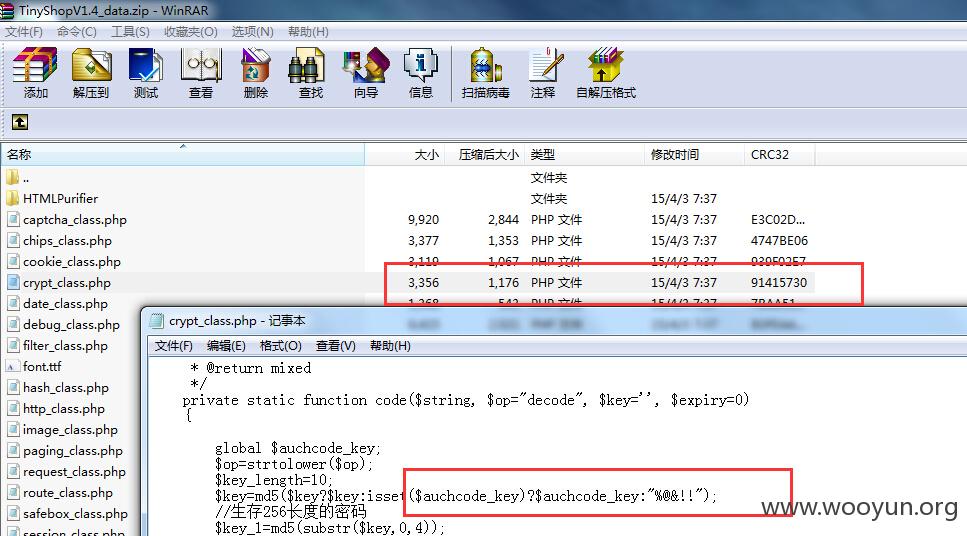 TinyShopV1.4_data.zip - WinRAR
文件(F) 命令(C) 工具(S) 收藏夹(O) 选项(N) 帮助(H)
添加 解压到 测试 查看 删除 查找 向导 信息 扫描病毒 注释 自解压格式
名称 大小 压缩后大小 类型 修改时间 CRC32
.. 文件夹
HTMLPurifier 文件夹 15/4/3 7:37
captcha_class.php 9,920 2,844 PHP 文件 15/4/3 7:37 E3C02D...
chips_class.php 3,377 1,353 PHP 文件 15/4/3 7:37 4747BE06
cookie_class.php 3,119 1,067 PHP 文件 15/4/3 7:37 939F02E7
crypt_class.php 3,356 1,176 PHP 文件 15/4/3 7:37 91415730
date_class.php 1,268 542 PHP 文件 15/4/3 7:37
debug_class.php
filter_class.php
font.ttf
hash_class.php
http_class.php
image_class.php
paging_class.php
request_class.php
route_class.php
safebox_class.php
session_class.php
crypt_class.php - 记事本
文件(F) 编辑(E) 格式(O) 查看(V) 帮助(H)
* @return mixed
*/
private static function code($string, $op="decode", $key='', $expiry=0)
{
global $auchcode_key;
$op=strtolower($op);
$key_length=10;
$key=md5($key?$key:isset($auchcode_key)?$auchcode_key:"%@&!!");
//生存256长度的密码
$key_1=md5(substr($key,0,4));
www.wooyun.org